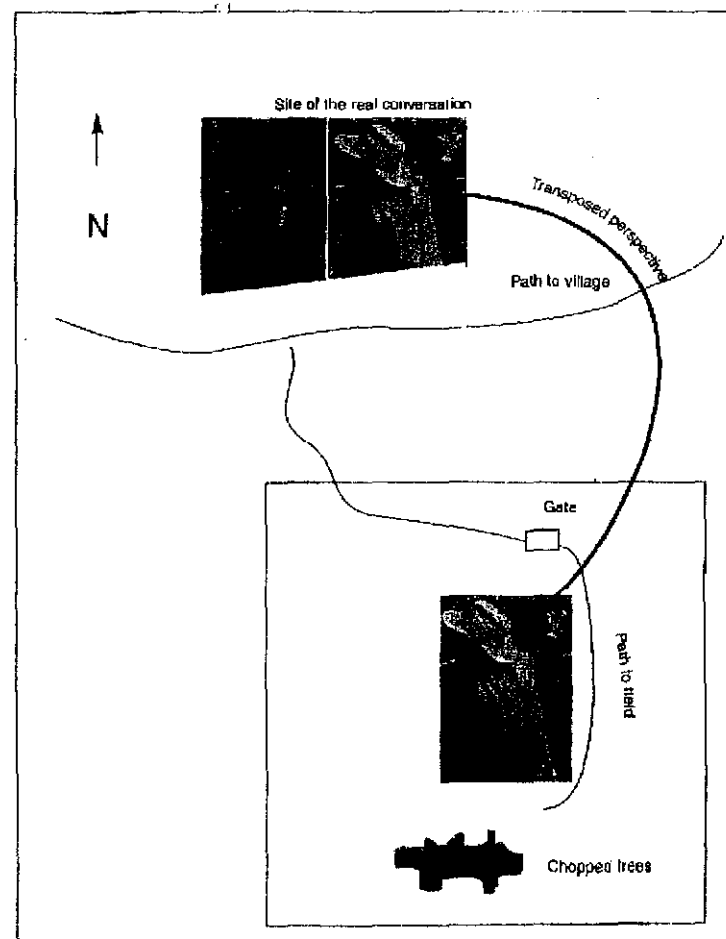 Site of the real conversation
N
Transposed perspective
Path to village
Gate
Path to field
Chopped trees